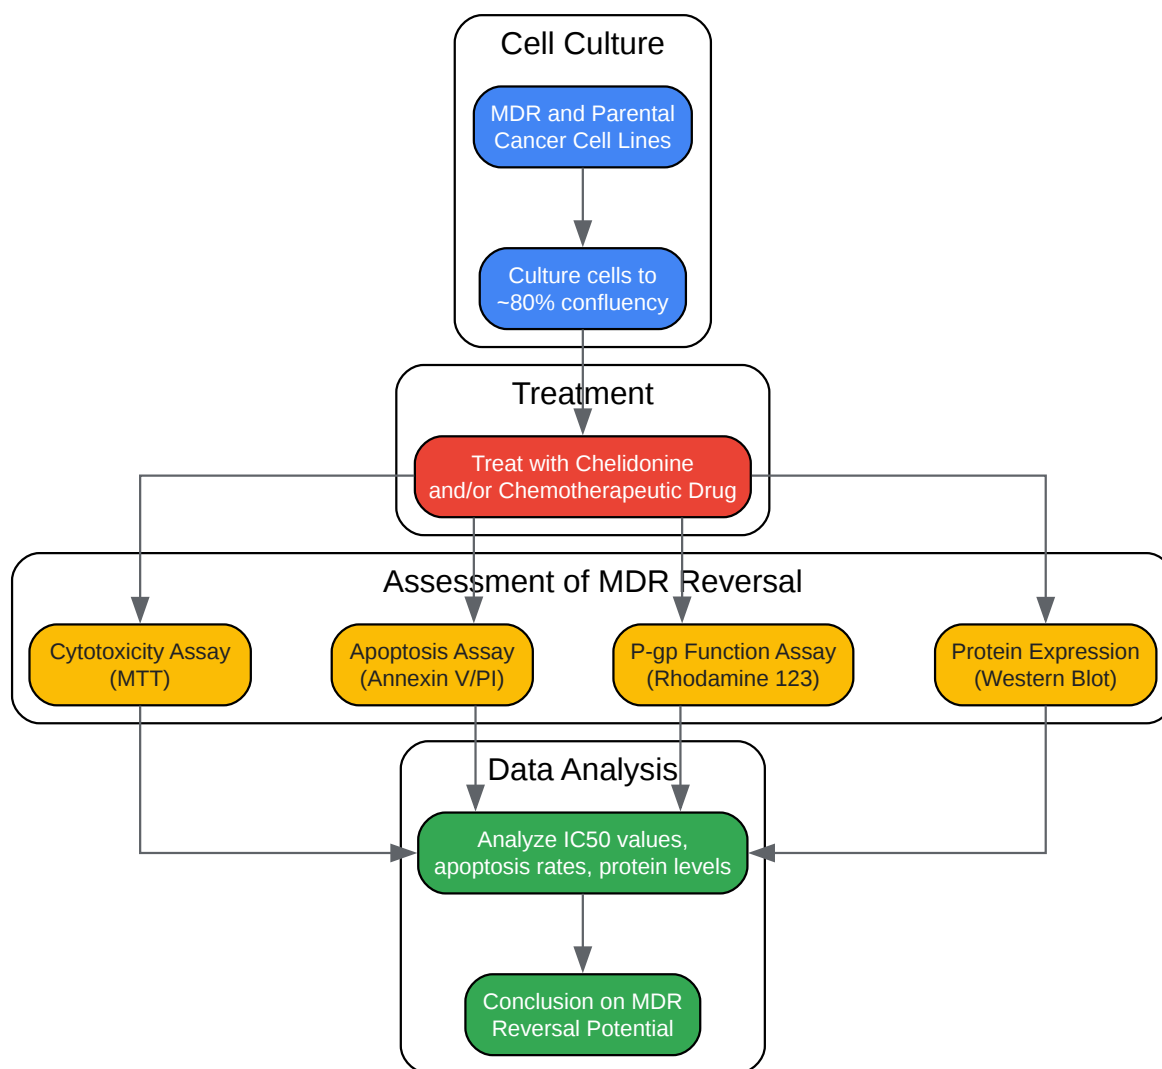 Cell Culture
MDR and Parental
Cancer Cell Lines
Culture cells to
~80% confluency
Treatment
Treat with Chelidonine
and/or Chemotherapeutic Drug
Assessment of MDR Reversal
Cytotoxicity Assay
(MTT)
Apoptosis Assay
(Annexin V/PI)
P-gp Function Assay
(Rhodamine 123)
Protein Expression
(Western Blot)
Data Analysis
Analyze IC50 values,
apoptosis rates, protein levels
Conclusion on MDR
Reversal Potential